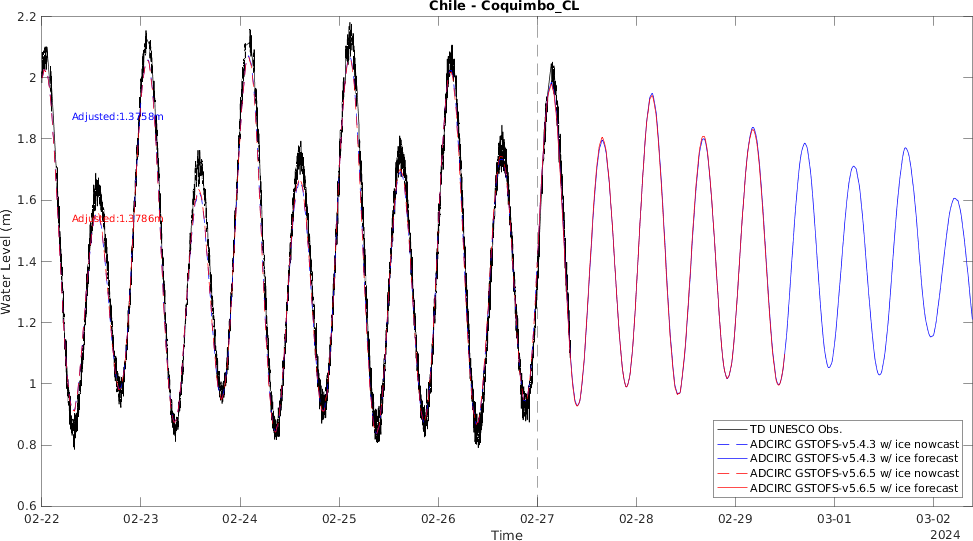 Chile - Coquimbo_CL
2.2
2
1.8
1.6
1.4
1.2
1
0.8
0.6
Water Level (m)
Adjusted:1.3758m
Adjusted:1.3786m
TD UNESCO Obs.
ADCIRC GSTOFS-v5.4.3 w/ ice nowcast
ADCIRC GSTOFS-v5.4.3 w/ ice forecast
ADCIRC GSTOFS-v5.6.5 w/ ice nowcast
ADCIRC GSTOFS-v5.6.5 w/ ice forecast
02-22 02-23 02-24 02-25 02-26 02-27 02-28 02-29 03-01 03-02
Time
2024